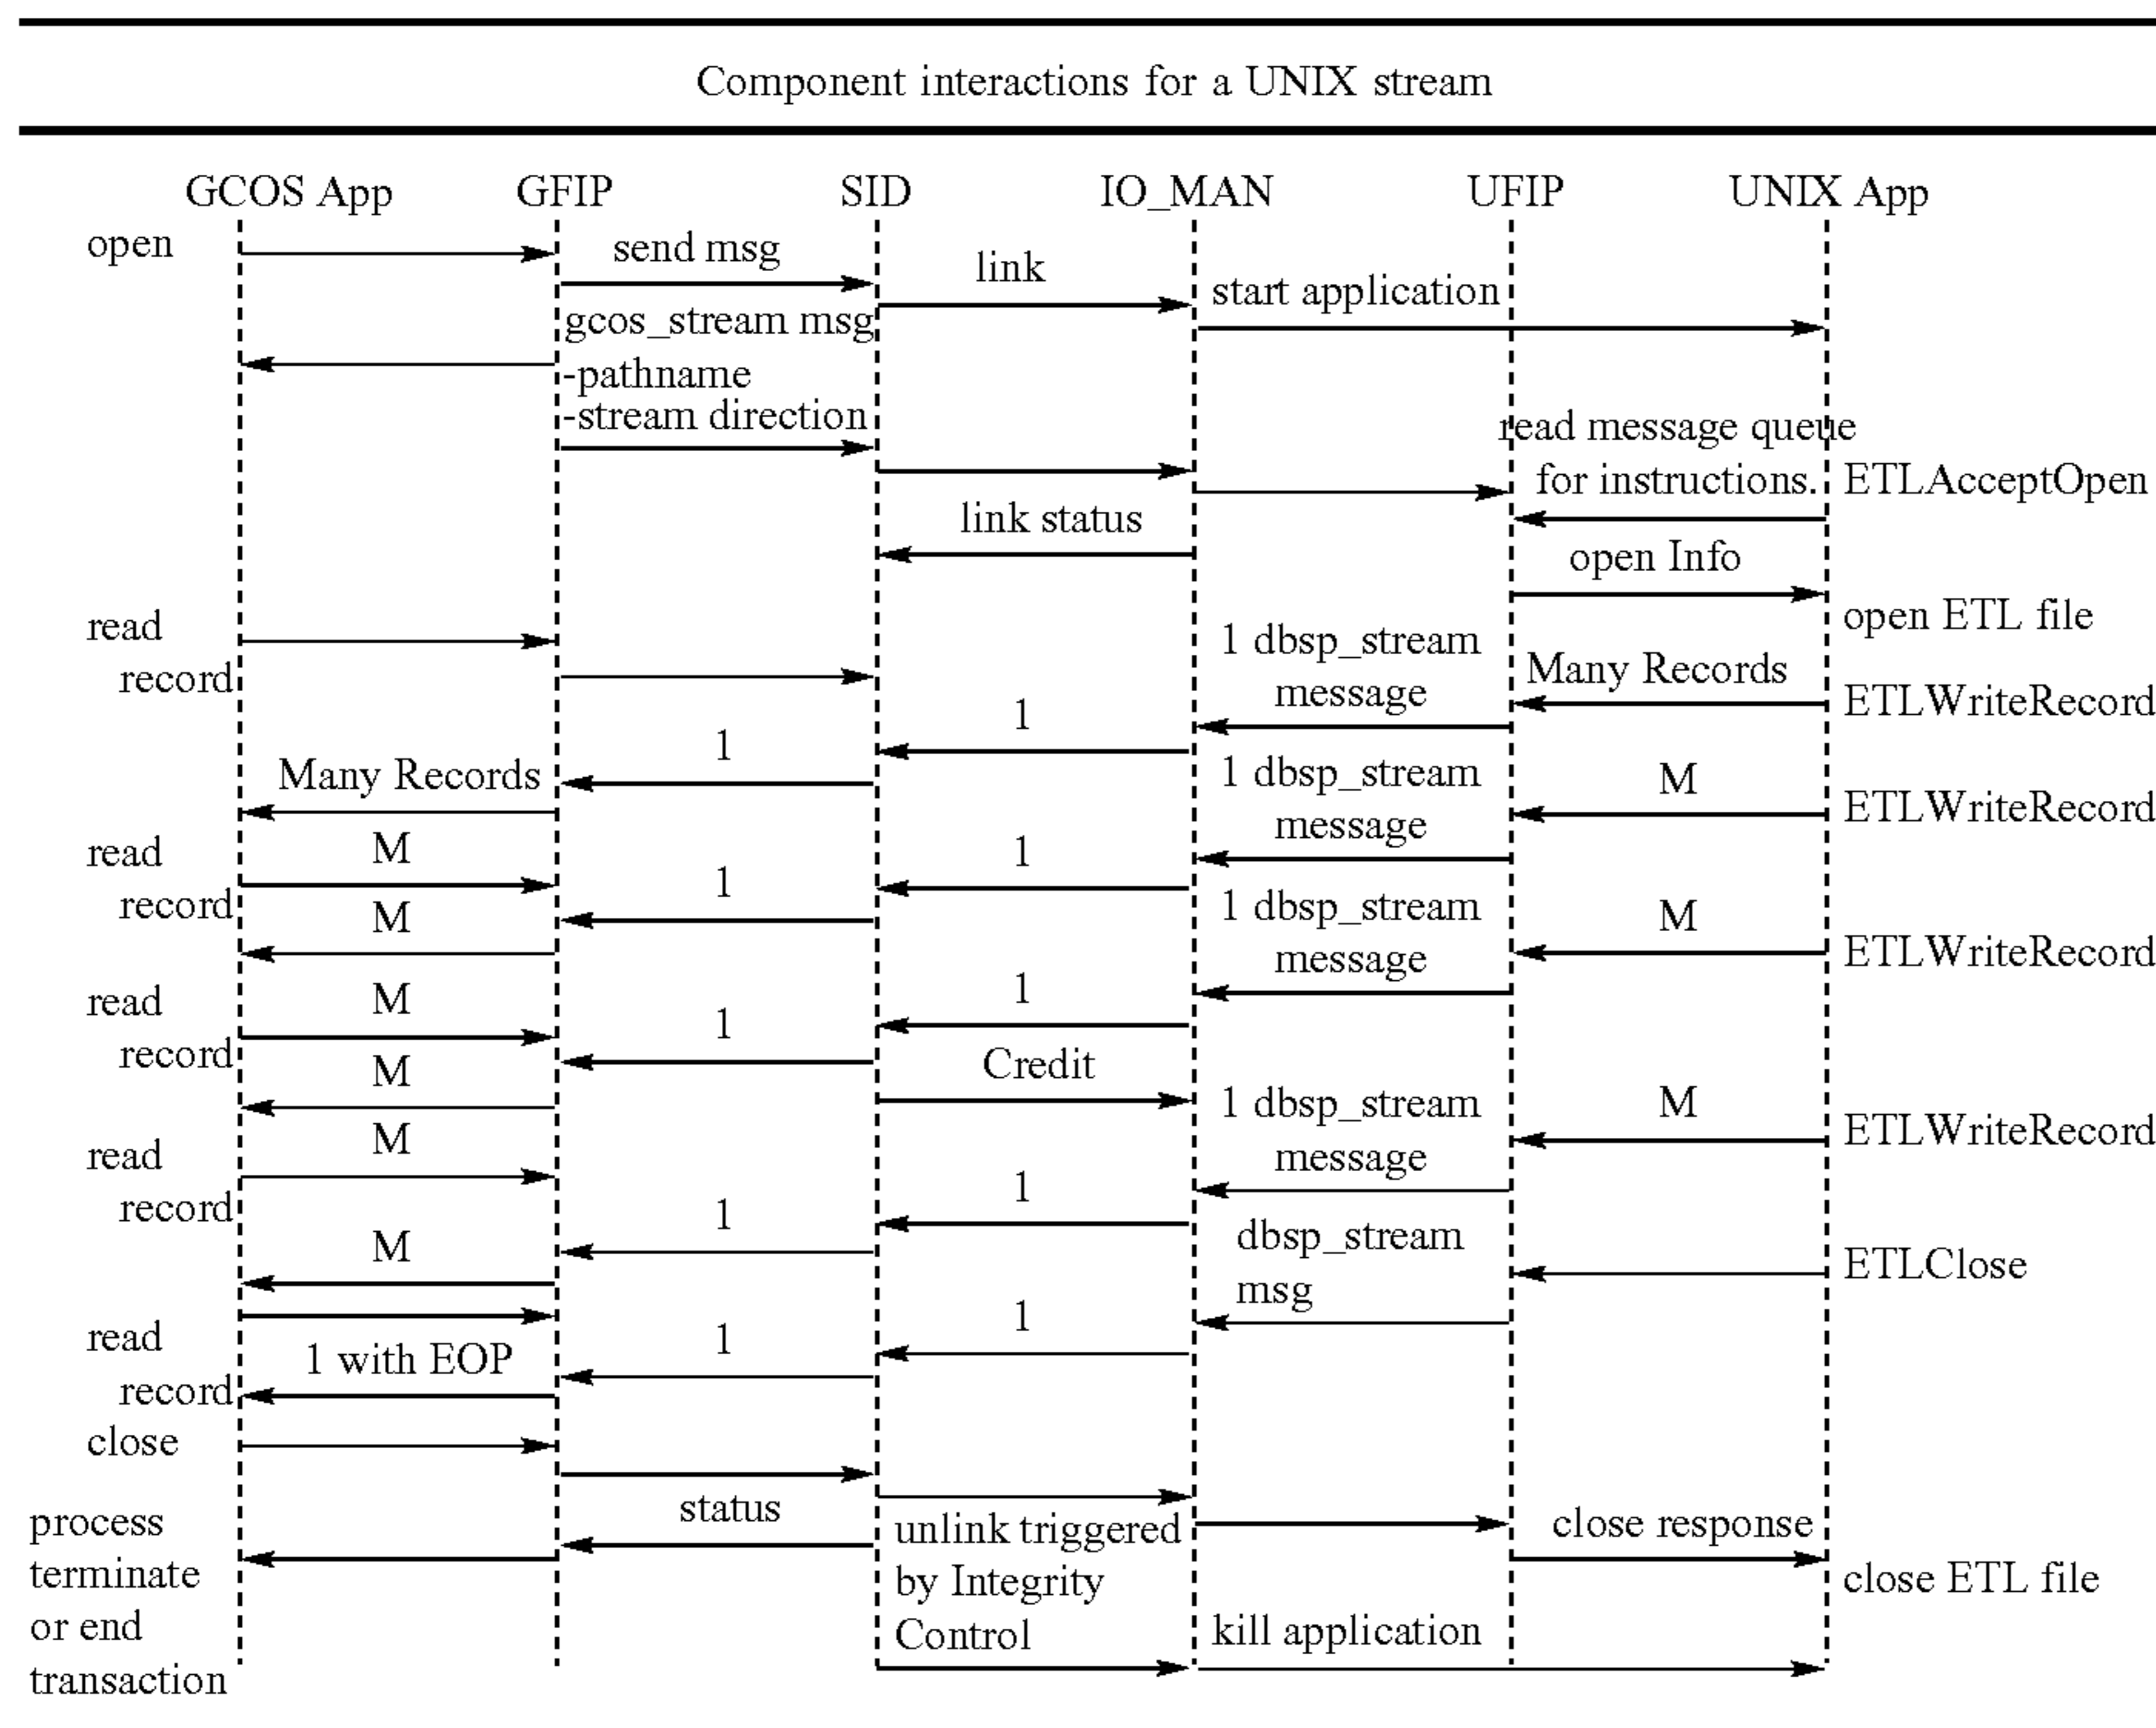 Component interactions for a UNIX stream
GCOS App GFIP SID IO_MAN UFIP UNIX App
open
send msg
link
start application
gcos_stream msg
-pathname
-stream direction
read message queue
for instructions.
ETLAcceptOpen
link status
open Info
open ETL file
read
record
1 dbsp_stream
message
Many Records
ETLWriteRecord
1
1
Many Records
1 dbsp_stream
message
M
ETLWriteRecord
read
record
M
1
1
M
1 dbsp_stream
message
M
ETLWriteRecord
read
record
M
1
1
M
Credit
1 dbsp_stream
message
M
ETLWriteRecord
read
record
M
1
1
M
dbsp_stream
msg
ETLClose
read
record
1 with EOP
1
1
close
status
process
terminate
or end
transaction
unlink triggered
by Integrity
Control
close response
close ETL file
kill application